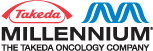 Takeda
MILLENNIUM®
THE TAKEDA ONCOLOGY COMPANY